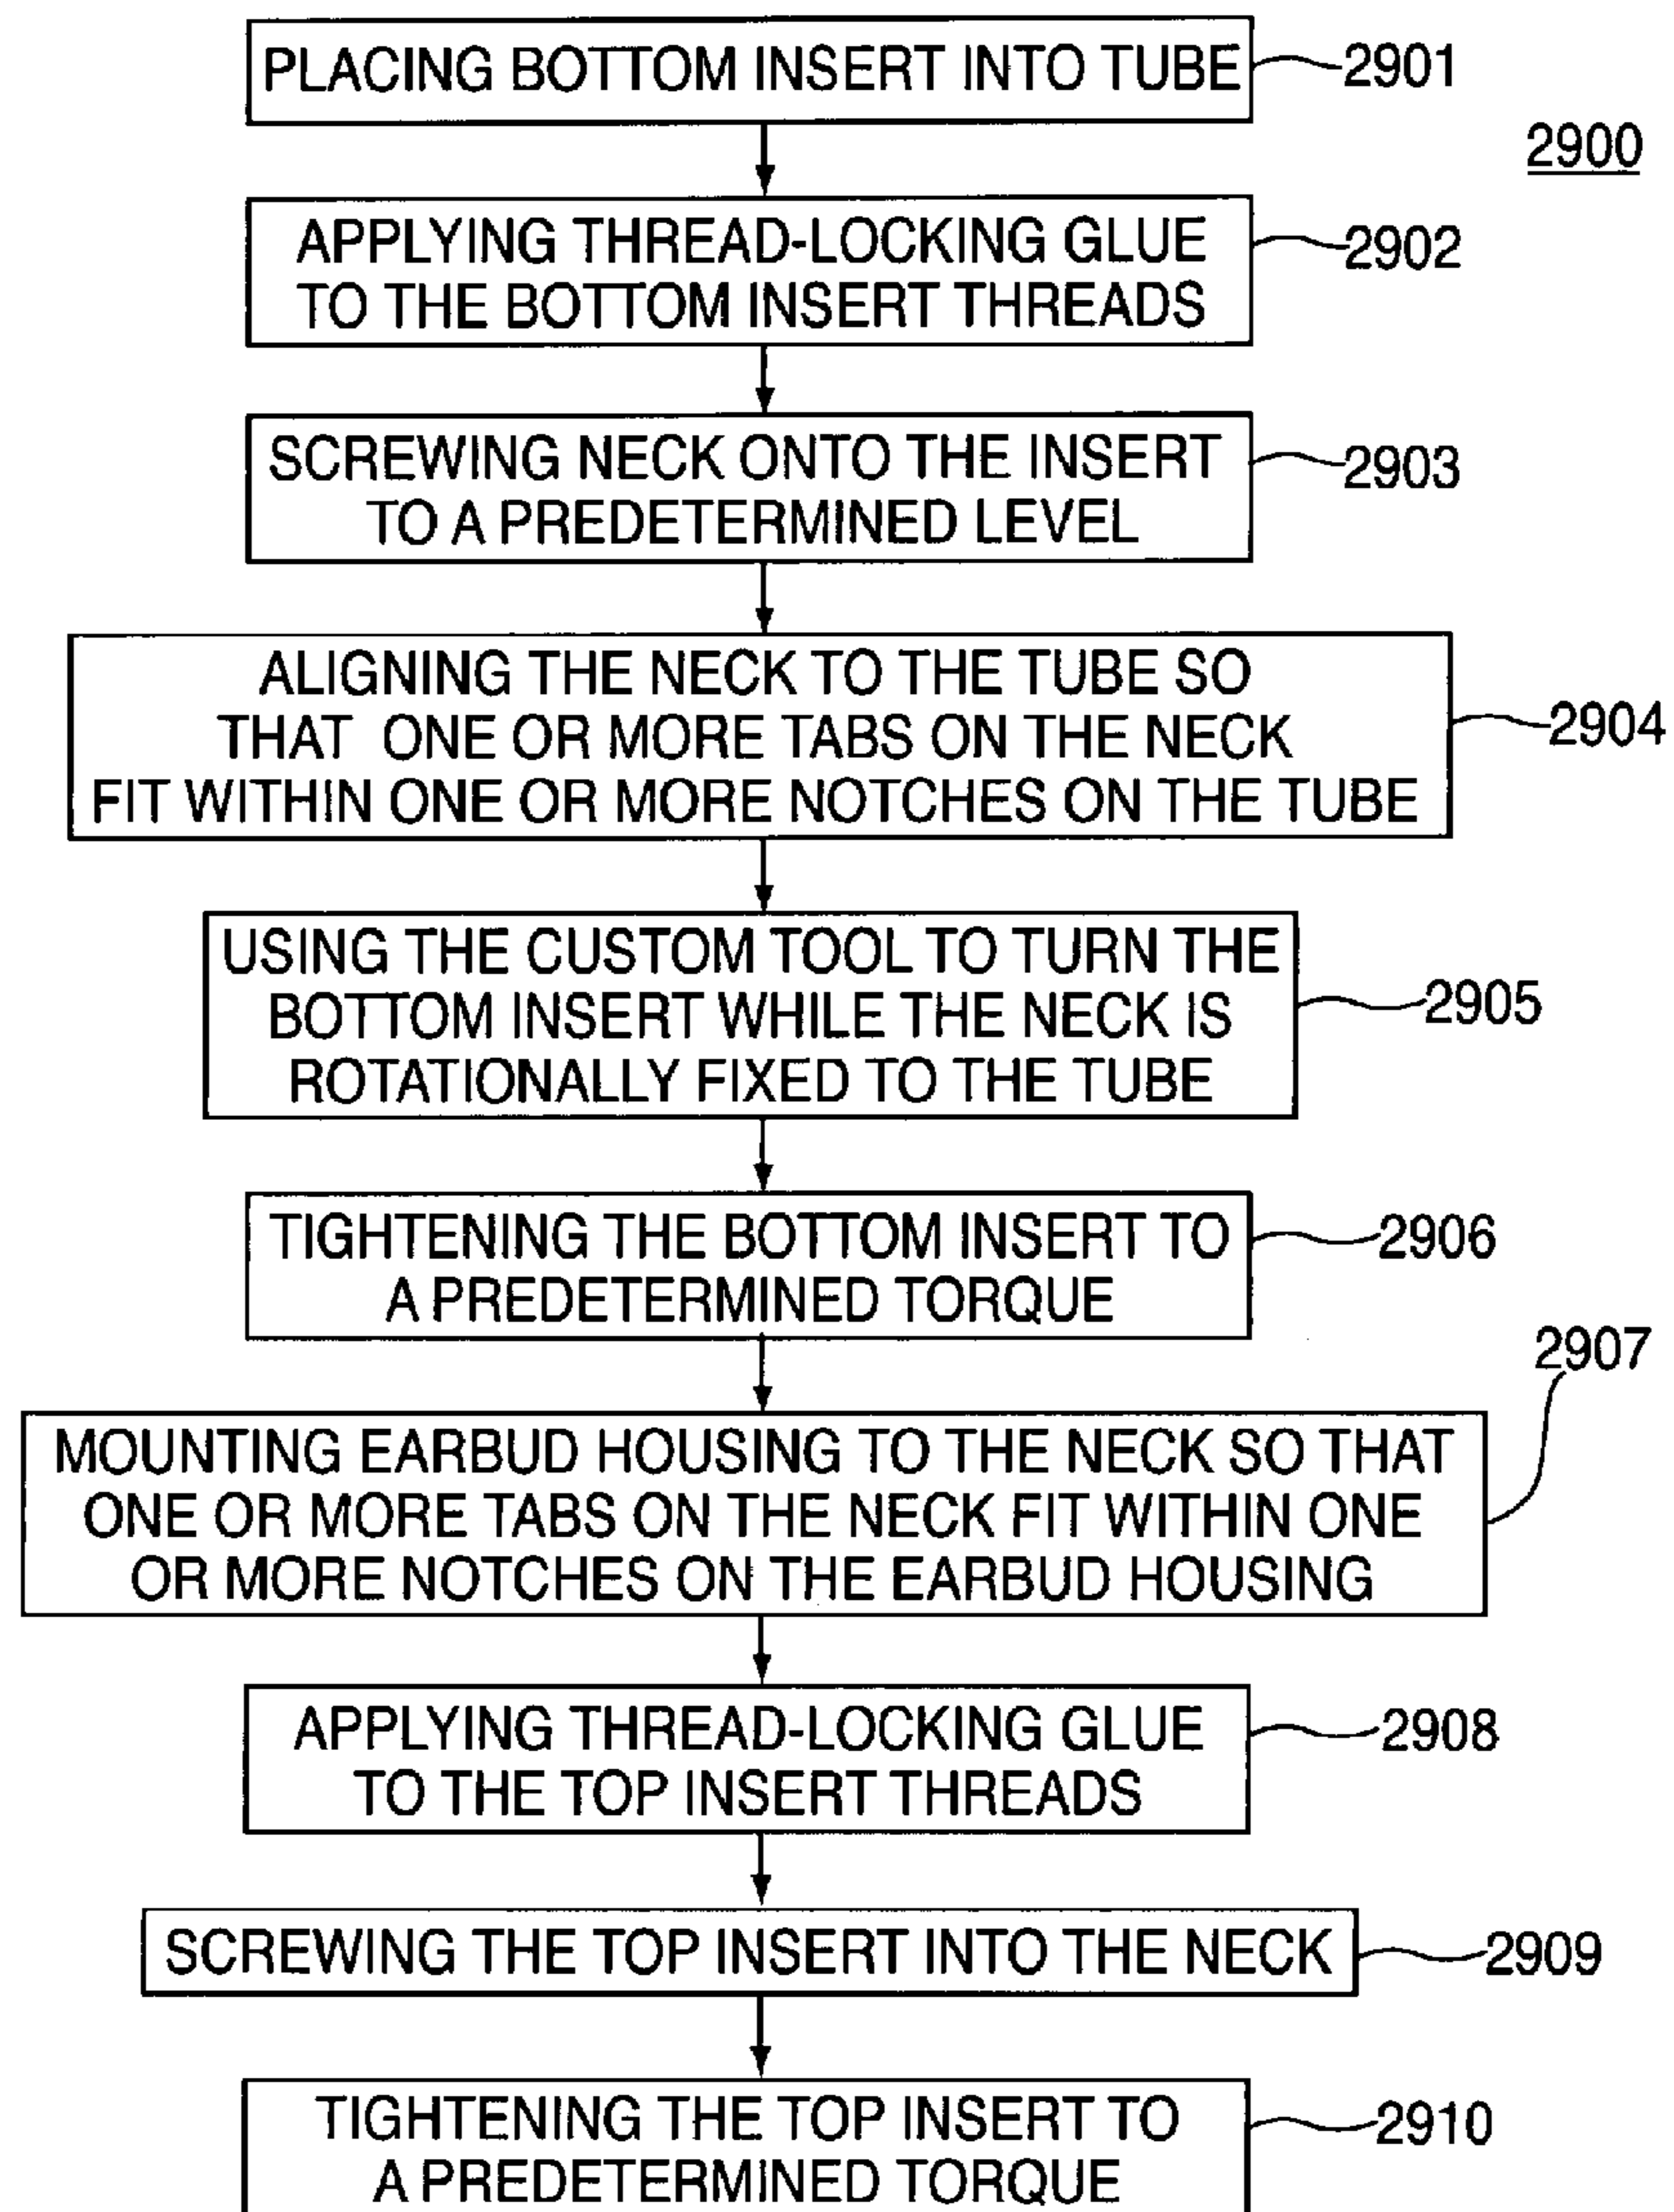 PLACING BOTTOM INSERT INTO TUBE
2901
2900
APPLYING THREAD-LOCKING GLUE
TO THE BOTTOM INSERT THREADS
2902
SCREWING NECK ONTO THE INSERT
TO A PREDETERMINED LEVEL
2903
ALIGNING THE NECK TO THE TUBE SO
THAT ONE OR MORE TABS ON THE NECK
FIT WITHIN ONE OR MORE NOTCHES ON THE TUBE
2904
USING THE CUSTOM TOOL TO TURN THE
BOTTOM INSERT WHILE THE NECK IS
ROTATIONALLY FIXED TO THE TUBE
2905
TIGHTENING THE BOTTOM INSERT TO
A PREDETERMINED TORQUE
2906
2907
MOUNTING EARBUD HOUSING TO THE NECK SO THAT
ONE OR MORE TABS ON THE NECK FIT WITHIN ONE
OR MORE NOTCHES ON THE EARBUD HOUSING
APPLYING THREAD-LOCKING GLUE
TO THE TOP INSERT THREADS
2908
SCREWING THE TOP INSERT INTO THE NECK
2909
TIGHTENING THE TOP INSERT TO
A PREDETERMINED TORQUE
2910